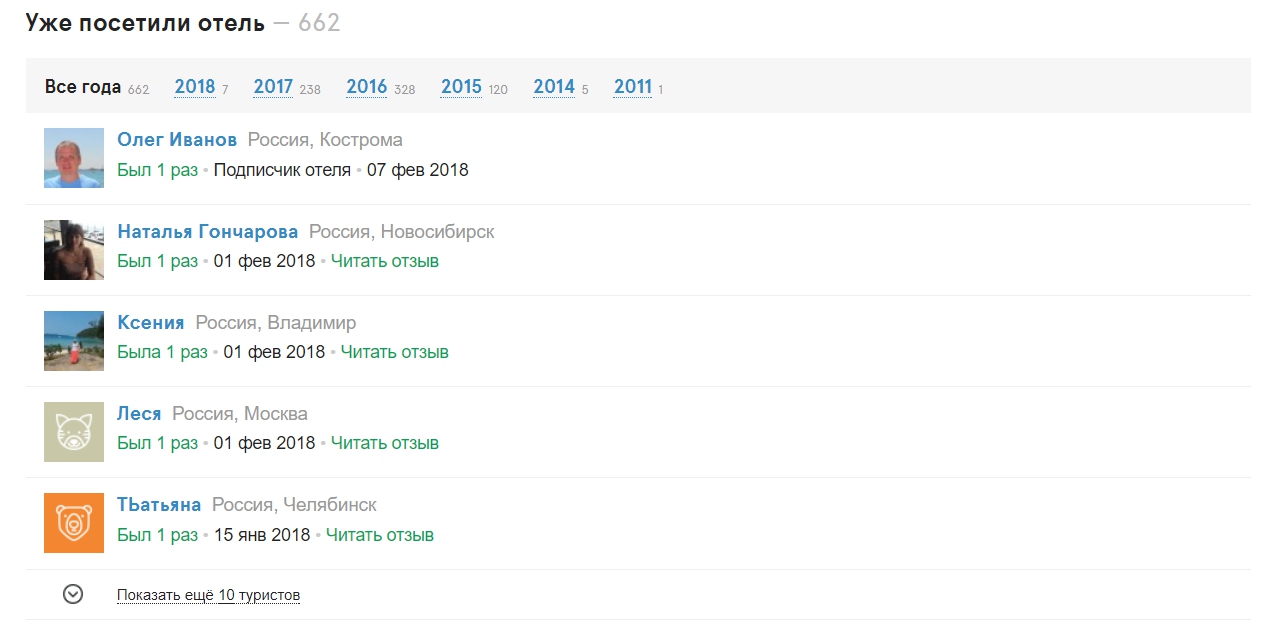 Уже посетили отель — 662
Все года 662 2018 7 2017 238 2016 328 2015 120 2014 5 2011 1
Олег Иванов Россия, Кострома
Был 1 раз • Подписчик отеля • 07 фев 2018
Наталья Гончарова Россия, Новосибирск
Был 1 раз • 01 фев 2018 • Читать отзыв
Ксения Россия, Владимир
Была 1 раз • 01 фев 2018 • Читать отзыв
Леся Россия, Москва
Был 1 раз • 01 фев 2018 • Читать отзыв
ТЬатьяна Россия, Челябинск
Был 1 раз • 15 янв 2018 • Читать отзыв
Показать ещё 10 туристов